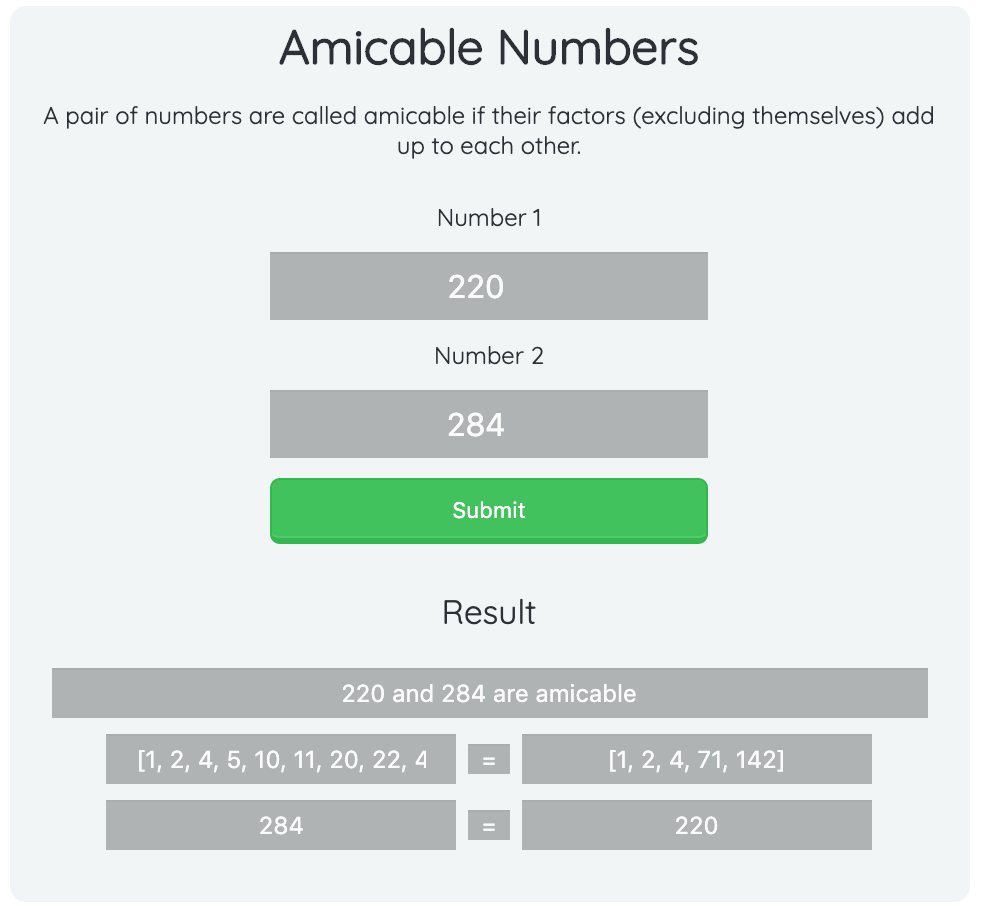 Amicable Numbers
A pair of numbers are called amicable if their factors (excluding themselves) add
up to each other.
Number 1
220
Number 2
284
Submit
Result
220 and 284 are amicable
[1, 2, 4, 5, 10, 11, 20, 22, 4
=
[1, 2, 4, 71, 142]
284
=
220